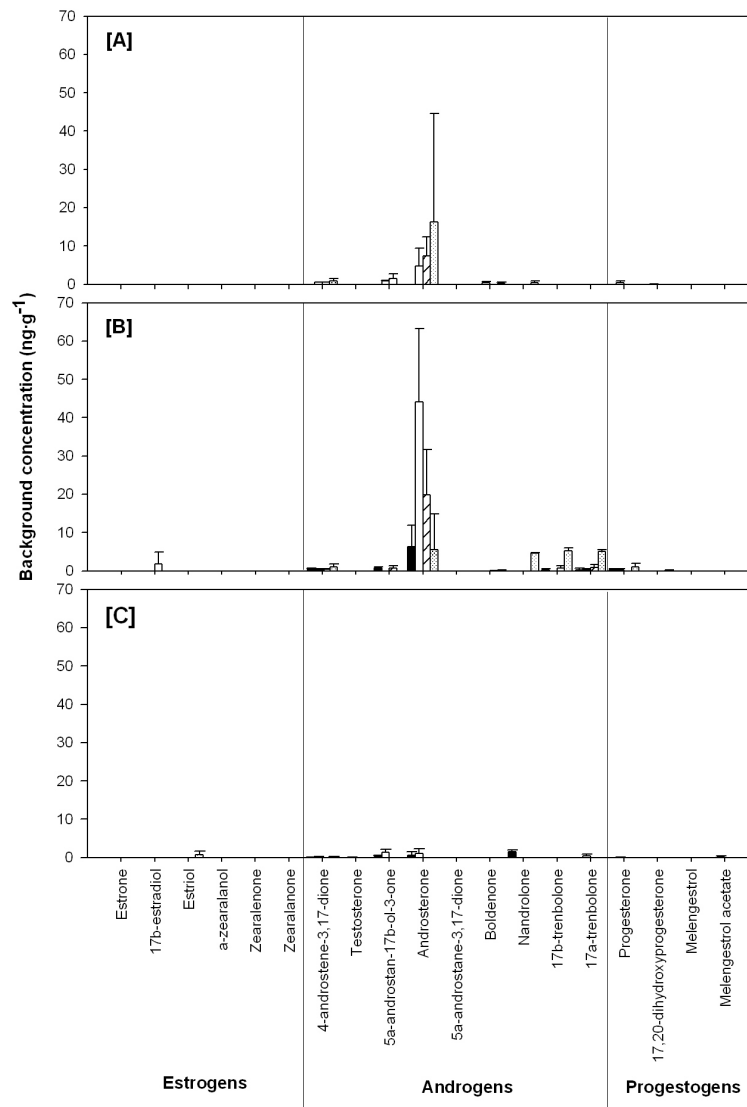 70
[A]
60
50
40
30
20
10
0
Background concentration (ng·g⁻¹)
70
[B]
60
50
40
30
20
10
0
70
[C]
60
50
40
30
20
10
0
Estrone
17b-estradiol
Estriol
a-zearalanol
Zearalenone
Zearalanone
4-androstene-3,17-dione
Testosterone
5a-androstan-17b-ol-3-one
Androsterone
5a-androstane-3,17-dione
Boldenone
Nandrolone
17b-trenbolone
17a-trenbolone
Progesterone
17,20-dihydroxyprogesterone
Melengestrol
Melengestrol acetate
Estrogens Androgens Progestogens